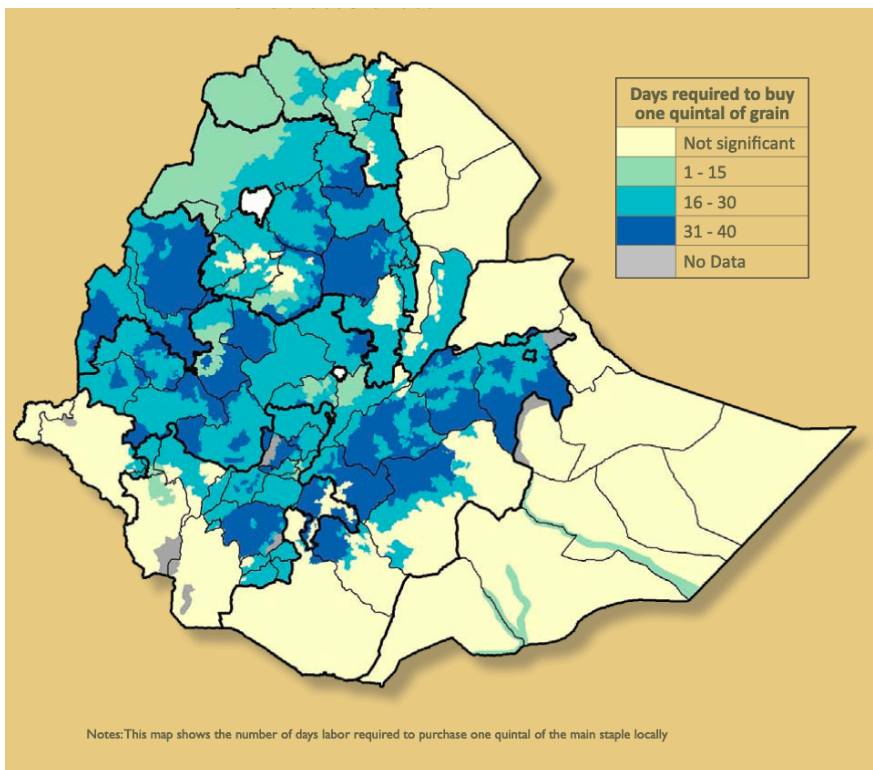 Days required to buy
one quintal of grain
Not significant
1 - 15
16 - 30
31 - 40
No Data
Notes: This map shows the number of days labor required to purchase one quintal of the main staple locally